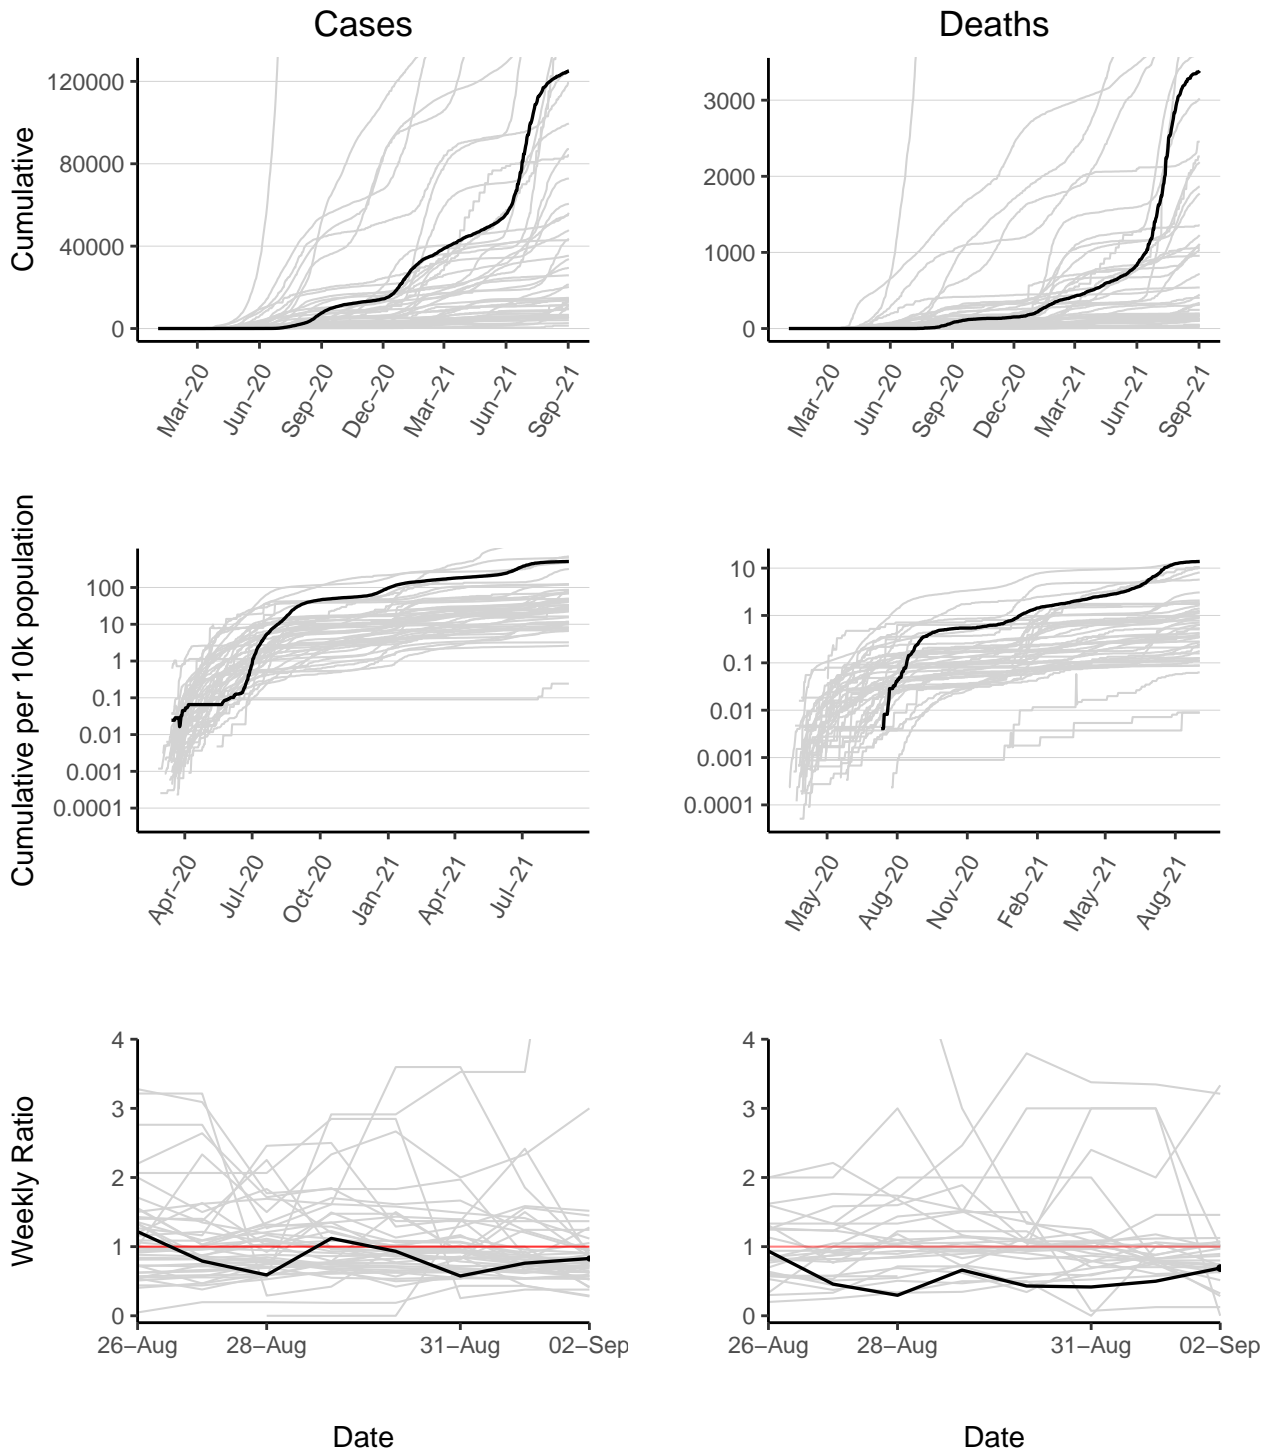 Cases
Deaths
Cumulative
120000
80000
40000
0
Mar–20
Jun–20
Sep–20
Dec–20
Mar–21
Jun–21
Sep–21
3000
2000
1000
0
Mar–20
Jun–20
Sep–20
Dec–20
Mar–21
Jun–21
Sep–21
Cumulative per 10k population
100
10
1
0.1
0.01
0.001
0.0001
Apr–20
Jul–20
Oct–20
Jan–21
Apr–21
Jul–21
10
1
0.1
0.01
0.001
0.0001
May–20
Aug–20
Nov–20
Feb–21
May–21
Aug–21
Weekly Ratio
4
3
2
1
0
26–Aug
28–Aug
31–Aug
02–Sep
4
3
2
1
0
26–Aug
28–Aug
31–Aug
02–Sep
Date
Date